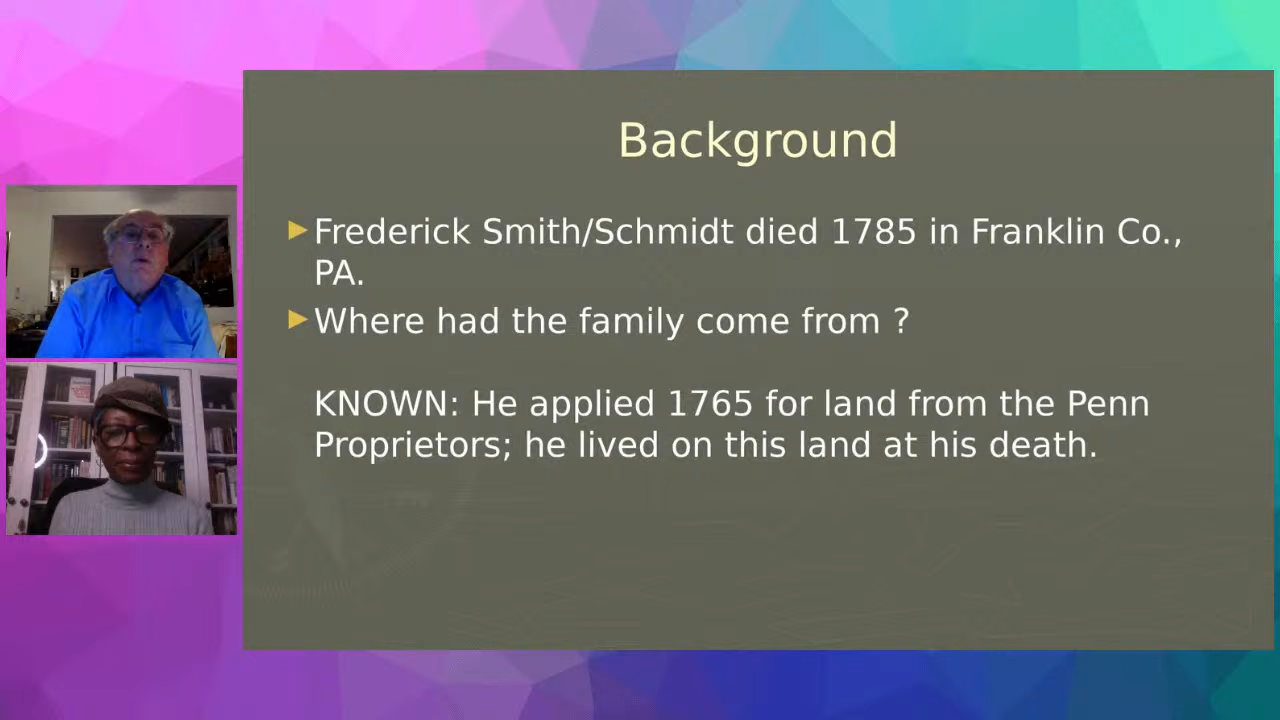 Background
Frederick Smith/Schmidt died 1785 in Franklin Co.,
PA.
Where had the family come from ?
KNOWN: He applied 1765 for land from the Penn
Proprietors; he lived on this land at his death.